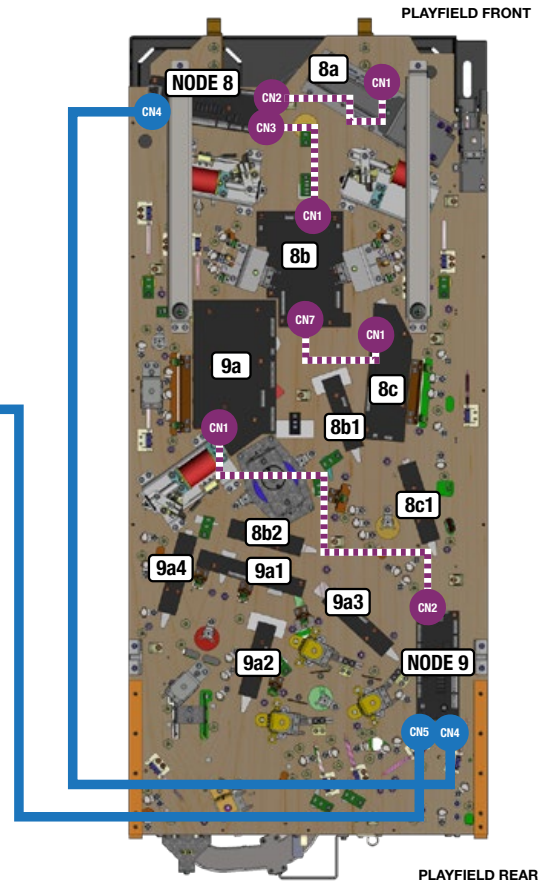 PLAYFIELD FRONT
8a
NODE 8
CN1
CN2
CN4
CN3
CN1
8b
CN7
CN1
9a
8c
8b1
CN1
8c1
8b2
9a4
9a1
9a3
CN2
9a2
NODE 9
CN5
CN4
PLAYFIELD REAR